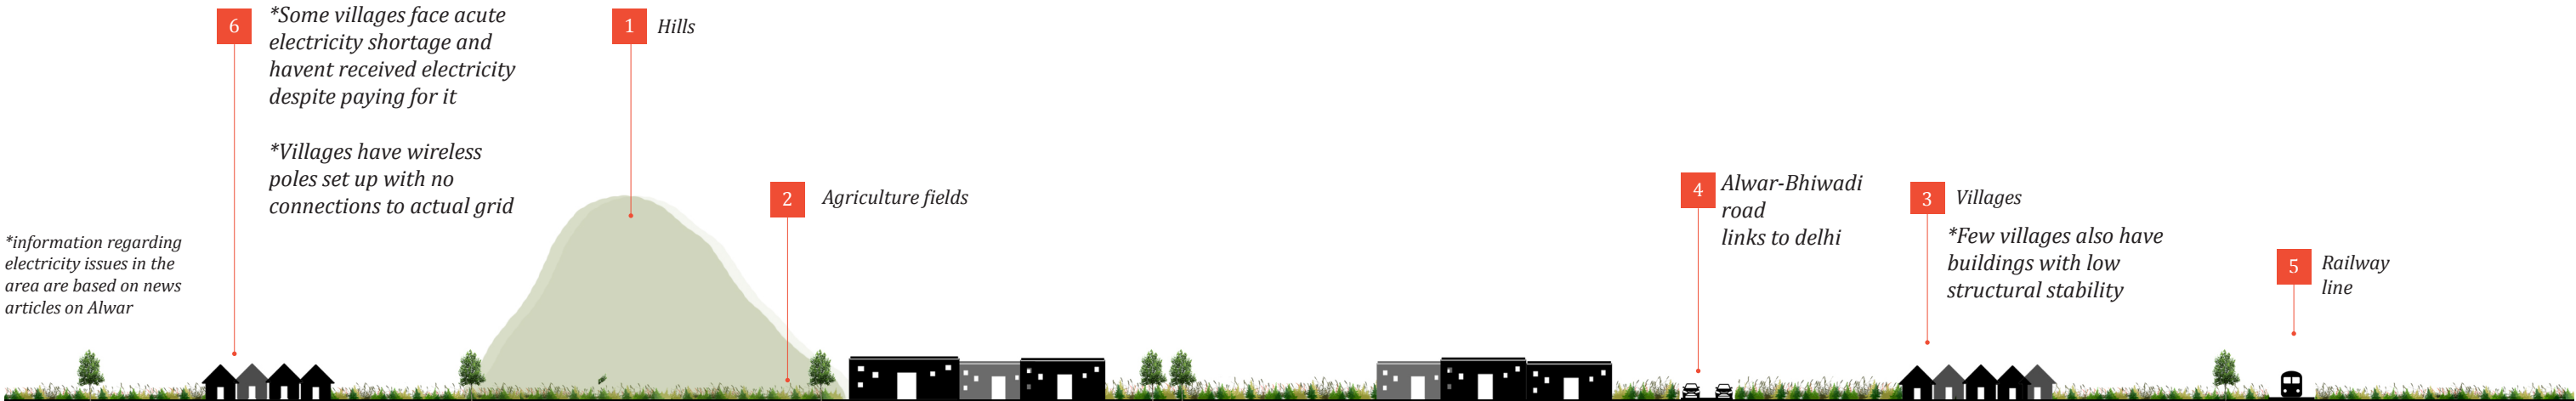 6
*Some villages face acute
electricity shortage and
havent received electricity
despite paying for it
*Villages have wireless
poles set up with no
connections to actual grid
*information regarding
electricity issues in the
area are based on news
articles on Alwar
1
Hills
2
Agriculture fields
4
Alwar-Bhiwadi
road
links to delhi
3
Villages
*Few villages also have
buildings with low
structural stability
5
Railway
line